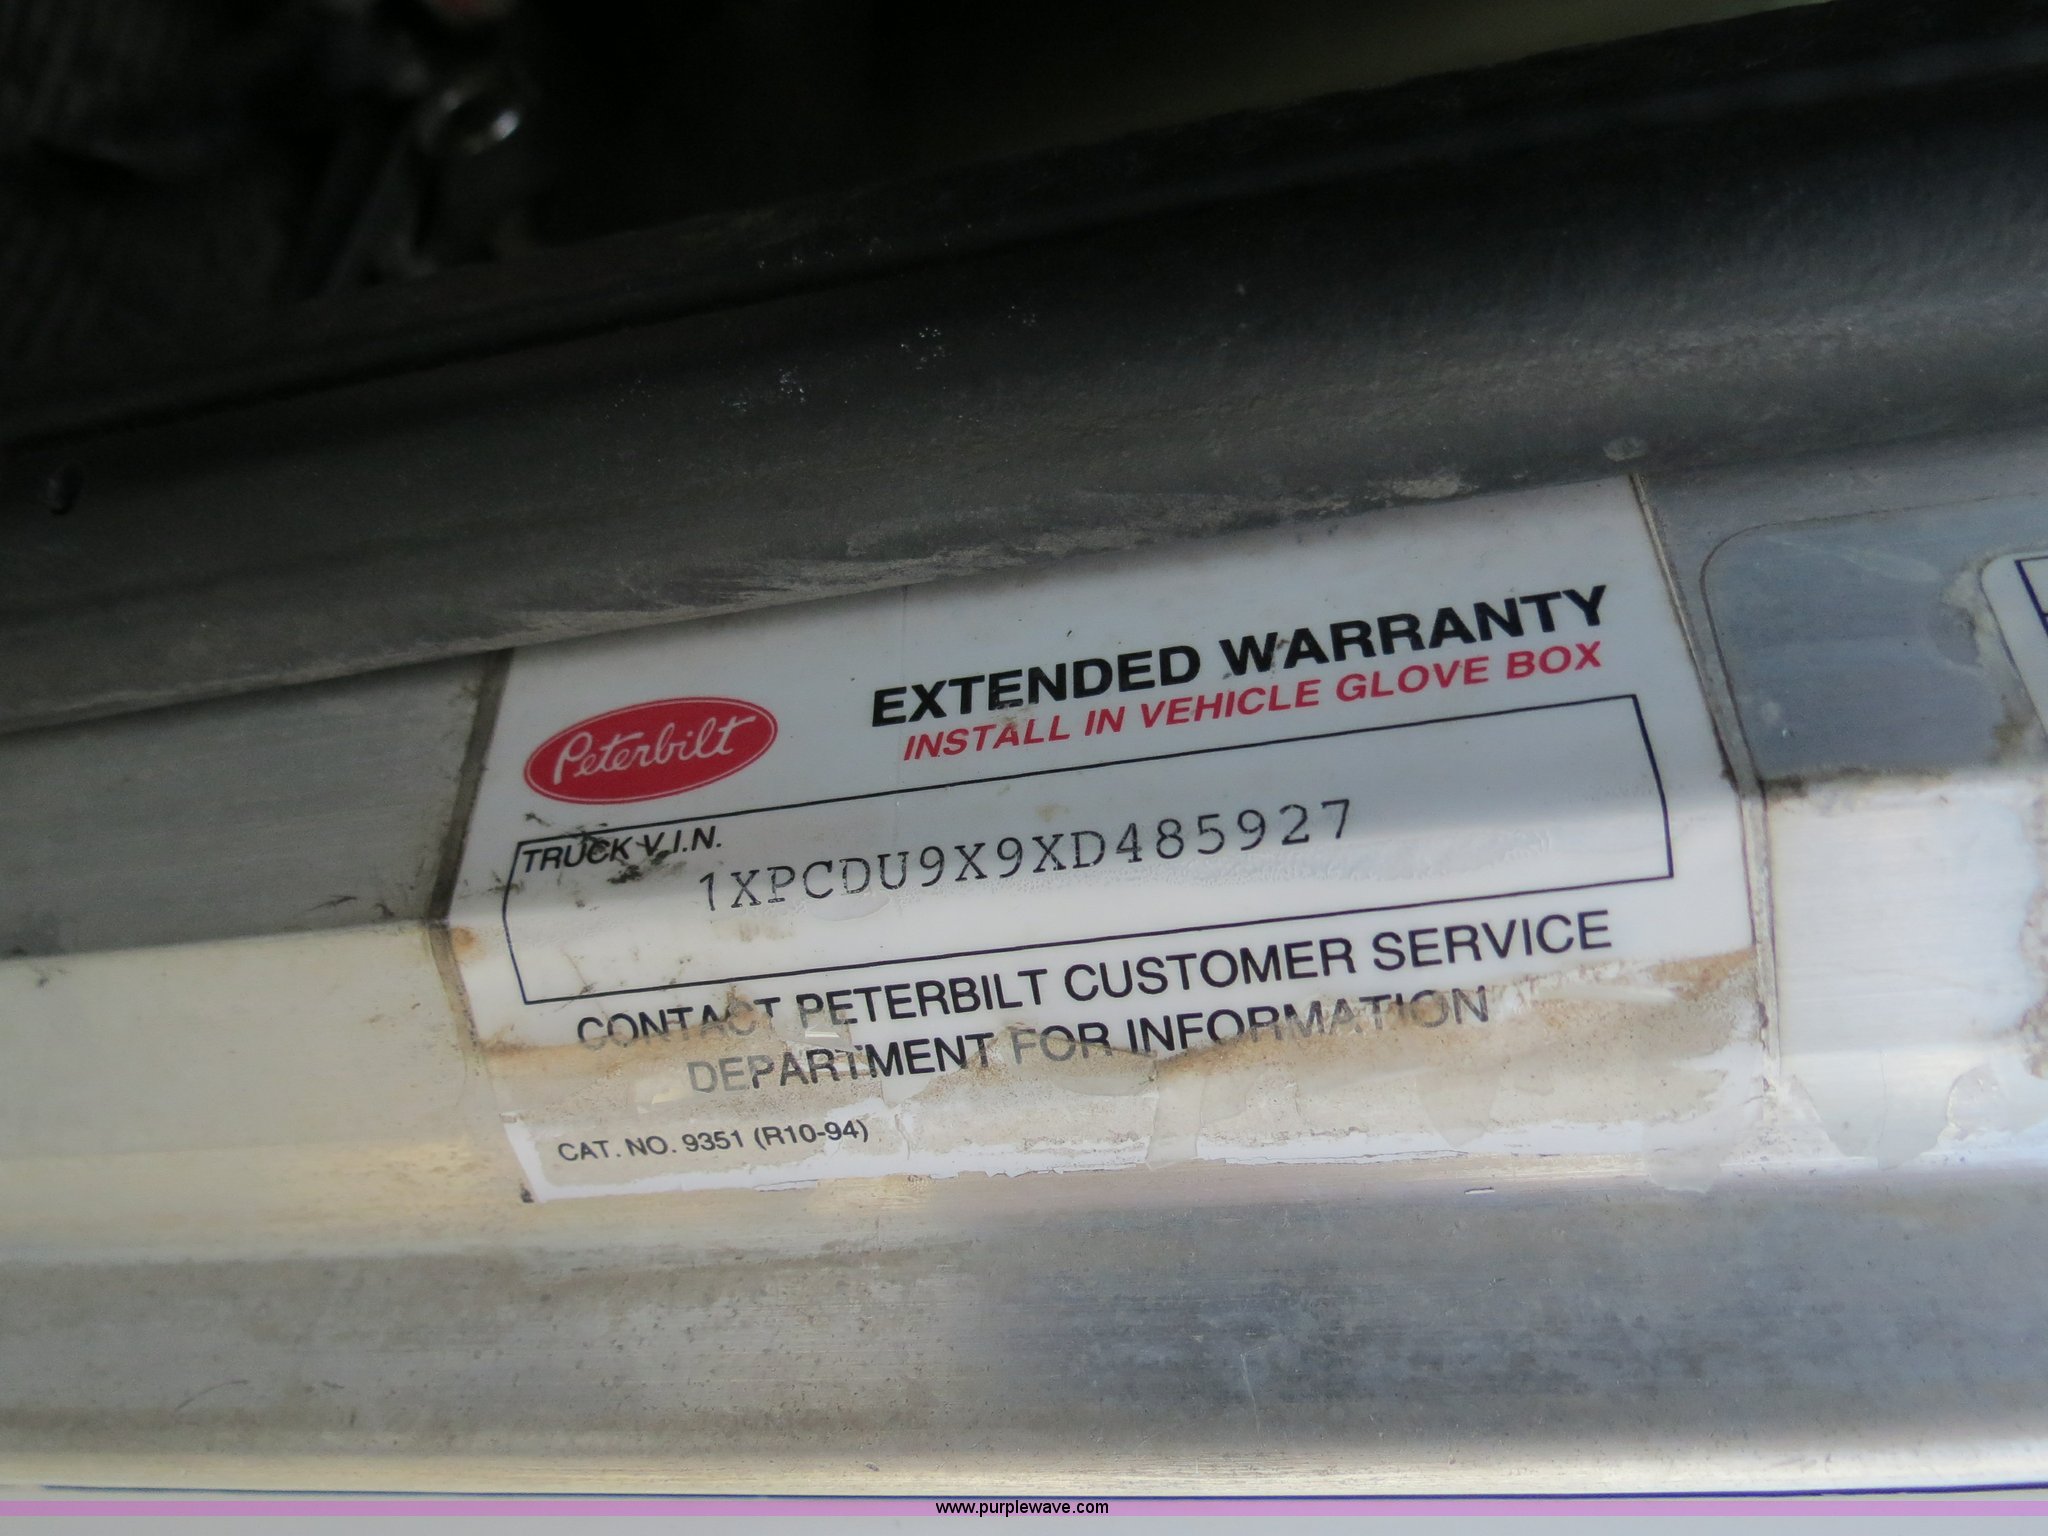 Peterbilt
EXTENDED WARRANTY
INSTALL IN VEHICLE GLOVE BOX
TRUCK V.I.N.
1XPCDU9X9XD485927
CONTACT PETERBILT CUSTOMER SERVICE
DEPARTMENT FOR INFORMATION
CAT. NO. 9351 (R10-94)
www.purplewave.com